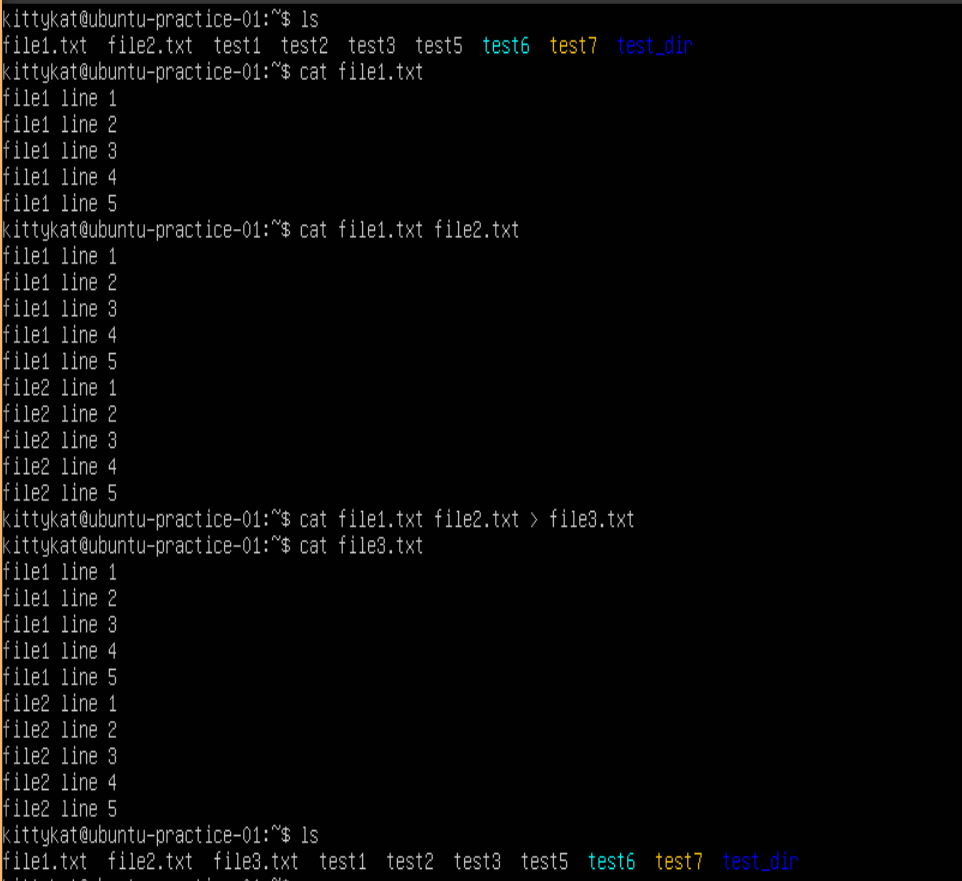 kittykat@ubuntu-practice-01:~$ ls
file1.txt  file2.txt  test1  test2  test3  test5  test6  test7  test_dir
kittykat@ubuntu-practice-01:~$ cat file1.txt
file1 line 1
file1 line 2
file1 line 3
file1 line 4
file1 line 5
kittykat@ubuntu-practice-01:~$ cat file1.txt file2.txt
file1 line 1
file1 line 2
file1 line 3
file1 line 4
file1 line 5
file2 line 1
file2 line 2
file2 line 3
file2 line 4
file2 line 5
kittykat@ubuntu-practice-01:~$ cat file1.txt file2.txt > file3.txt
kittykat@ubuntu-practice-01:~$ cat file3.txt
file1 line 1
file1 line 2
file1 line 3
file1 line 4
file1 line 5
file2 line 1
file2 line 2
file2 line 3
file2 line 4
file2 line 5
kittykat@ubuntu-practice-01:~$ ls
file1.txt  file2.txt  file3.txt  test1  test2  test3  test5  test6  test7  test_dir